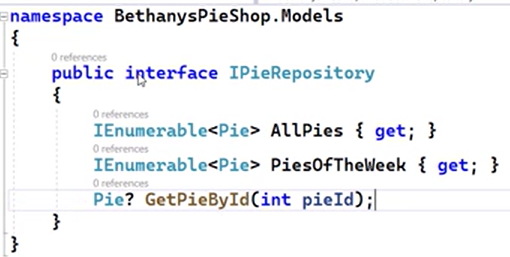 namespace BethanysPieShop.Models
{
0 references
public interface IPieRepository
{
0 references
IEnumerable<Pie> AllPies { get; }
0 references
IEnumerable<Pie> PiesOfTheWeek { get; }
0 references
Pie? GetPieById(int pieId);
}
}